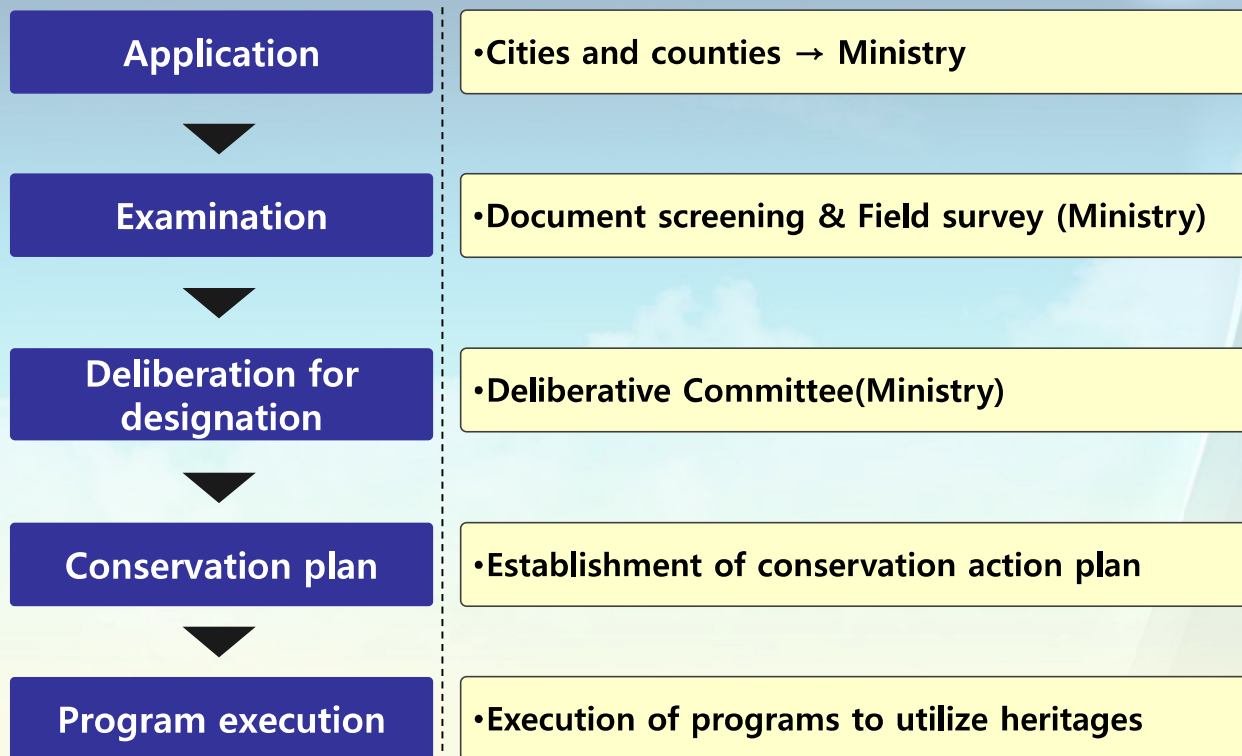 Application
•Cities and counties → Ministry
Examination
•Document screening & Field survey (Ministry)
Deliberation for
designation
•Deliberative Committee(Ministry)
Conservation plan
•Establishment of conservation action plan
Program execution
•Execution of programs to utilize heritages